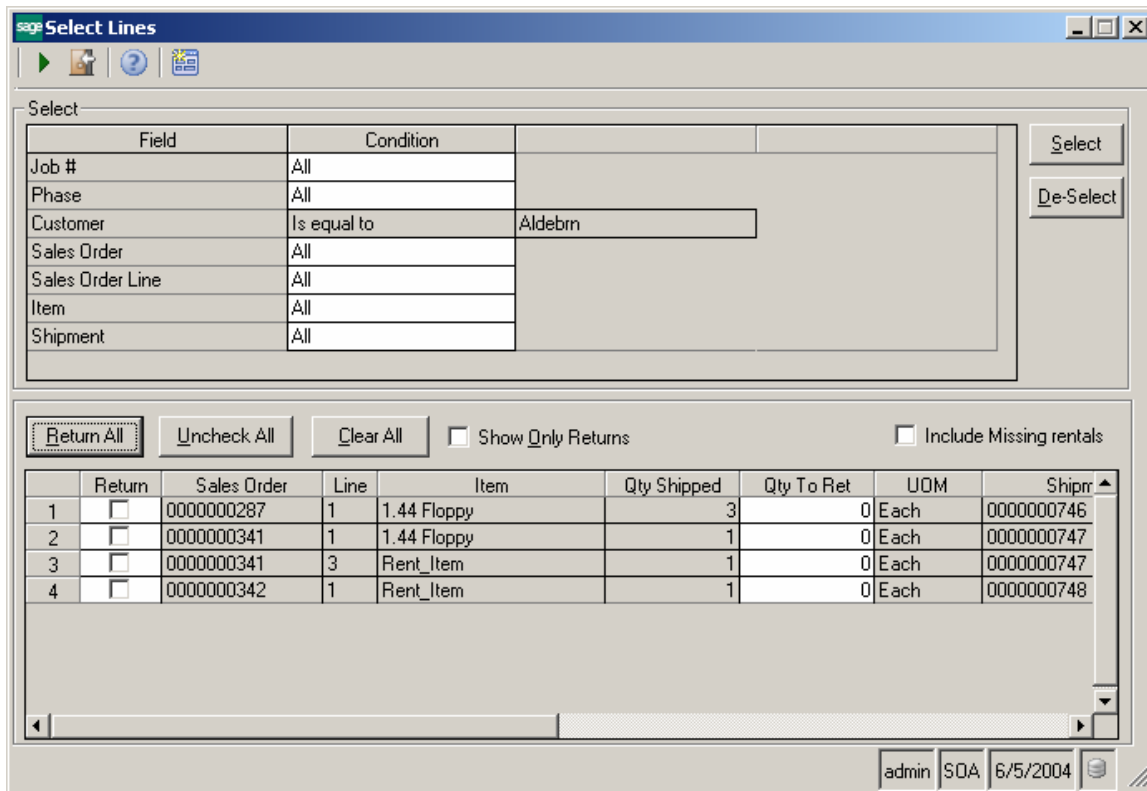 sage Select Lines
Select
Field Condition
Job # All
Phase All
Customer Is equal to Aldebrn
Sales Order All
Sales Order Line All
Item All
Shipment All
Select
De-Select
Return All Uncheck All Clear All Show Only Returns Include Missing rentals
Return Sales Order Line Item Qty Shipped Qty To Ret UOM Shipm
1 0000000287 1 1.44 Floppy 3 0 Each 0000000746
2 0000000341 1 1.44 Floppy 1 0 Each 0000000747
3 0000000341 3 Rent_Item 1 0 Each 0000000747
4 0000000342 1 Rent_Item 1 0 Each 0000000748
admin SOA 6/5/2004